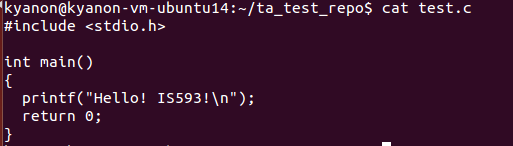 kyanon@kyanon-vm-ubuntu14:~/ta_test_repo$ cat test.c
#include <stdio.h>

int main()
{
  printf("Hello! IS593!\n");
  return 0;
}